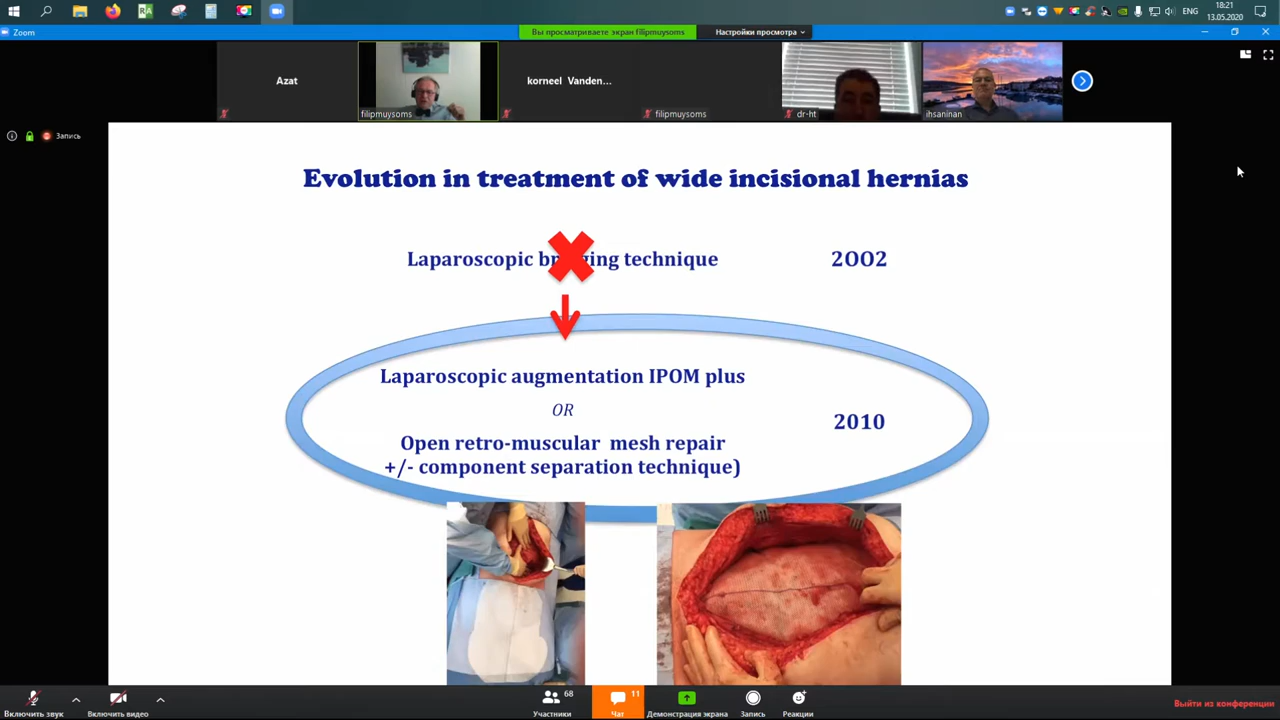 18:21
ENG
13.05.2020
Zoom
Вы просматриваете экран filipmuysoms
Настройки просмотра
Azat
korneel Vanden...
filipmuysoms
filipmuysoms
dr-ht
ihsaninan
Запись
Evolution in treatment of wide incisional hernias
Laparoscopic br ing technique 2OO2
Laparoscopic augmentation IPOM plus
OR
2010
Open retro-muscular mesh repair
+/- component separation technique)
68
11
Включить звук
Включить видео
Участники
Чат
Демонстрация экрана
Запись
Реакции
Выйти из конференции